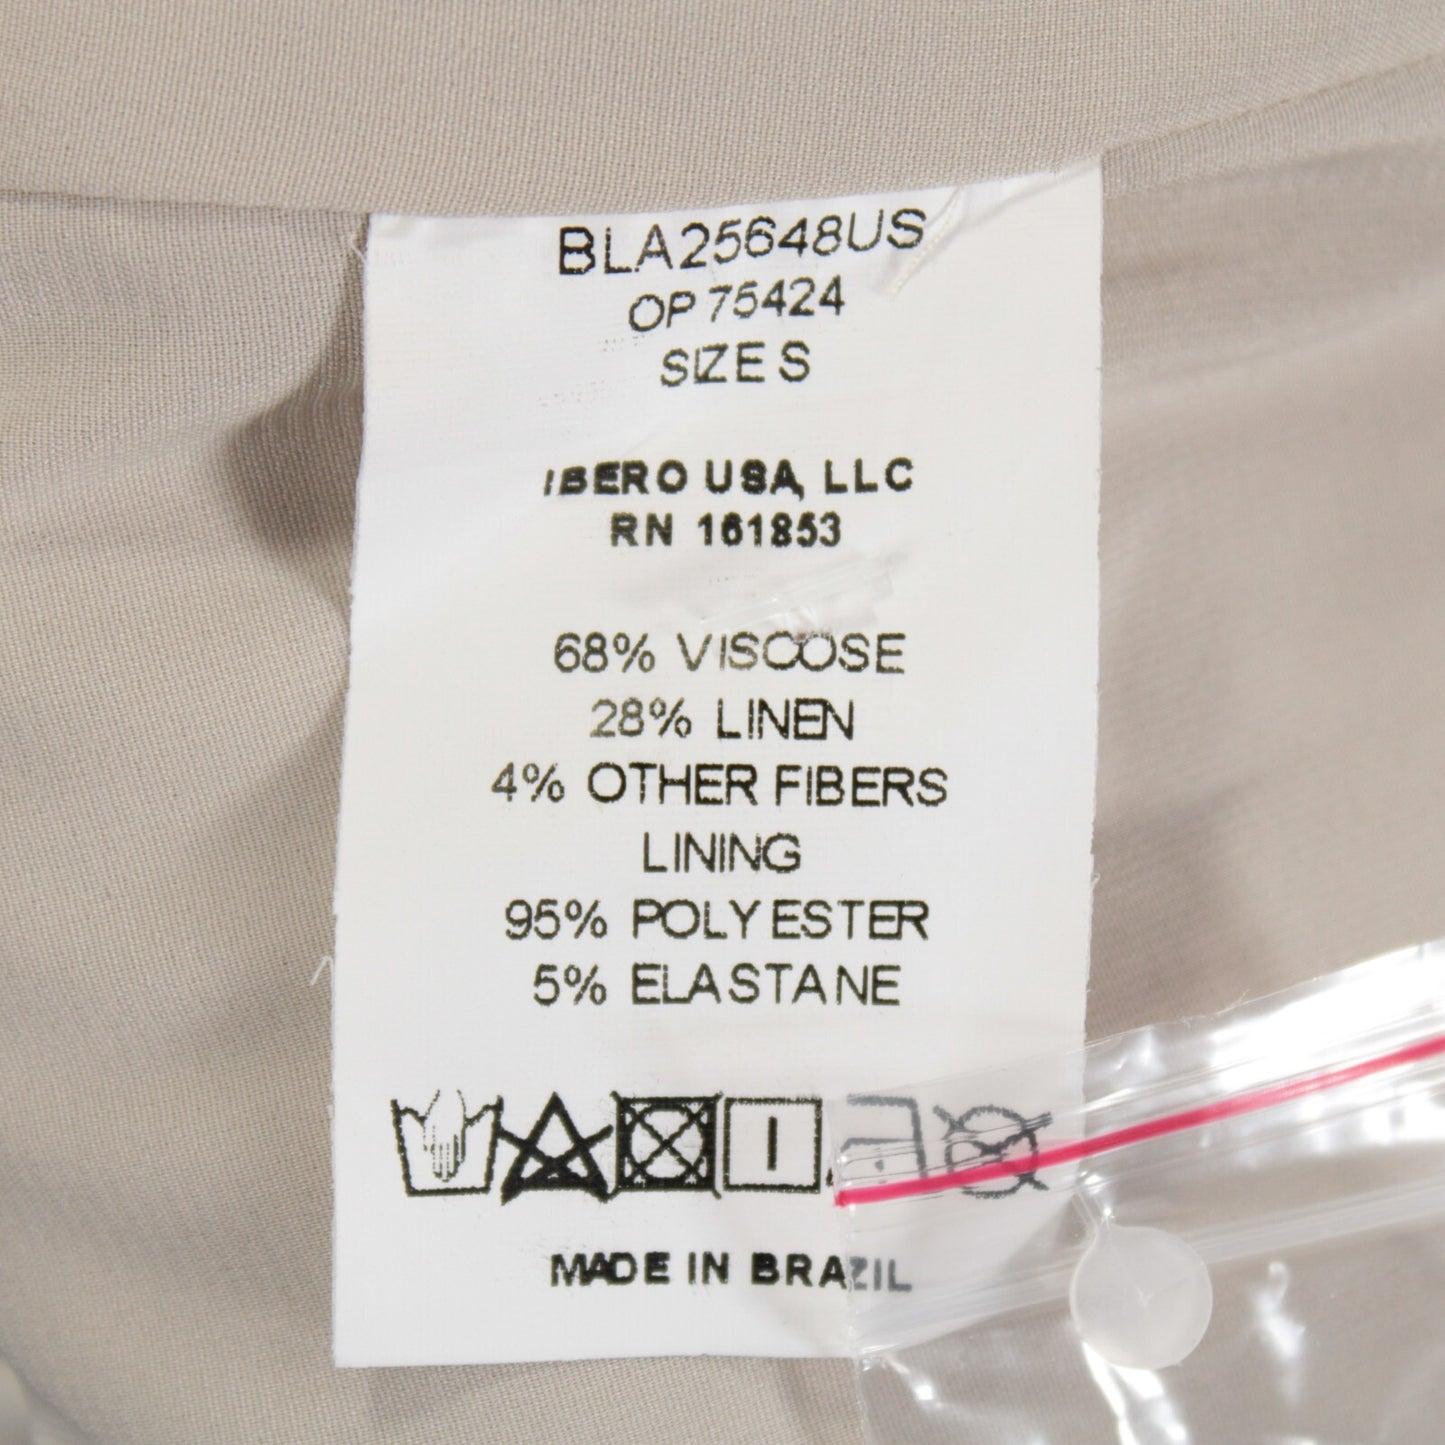 BLA25648US
OP 75424
SIZE S
IBERO USA, LLC
RN 161853
68% VISCOSE
28% LINEN
4% OTHER FIBERS
LINING
95% POLYESTER
5% ELASTANE
MADE IN BRAZIL